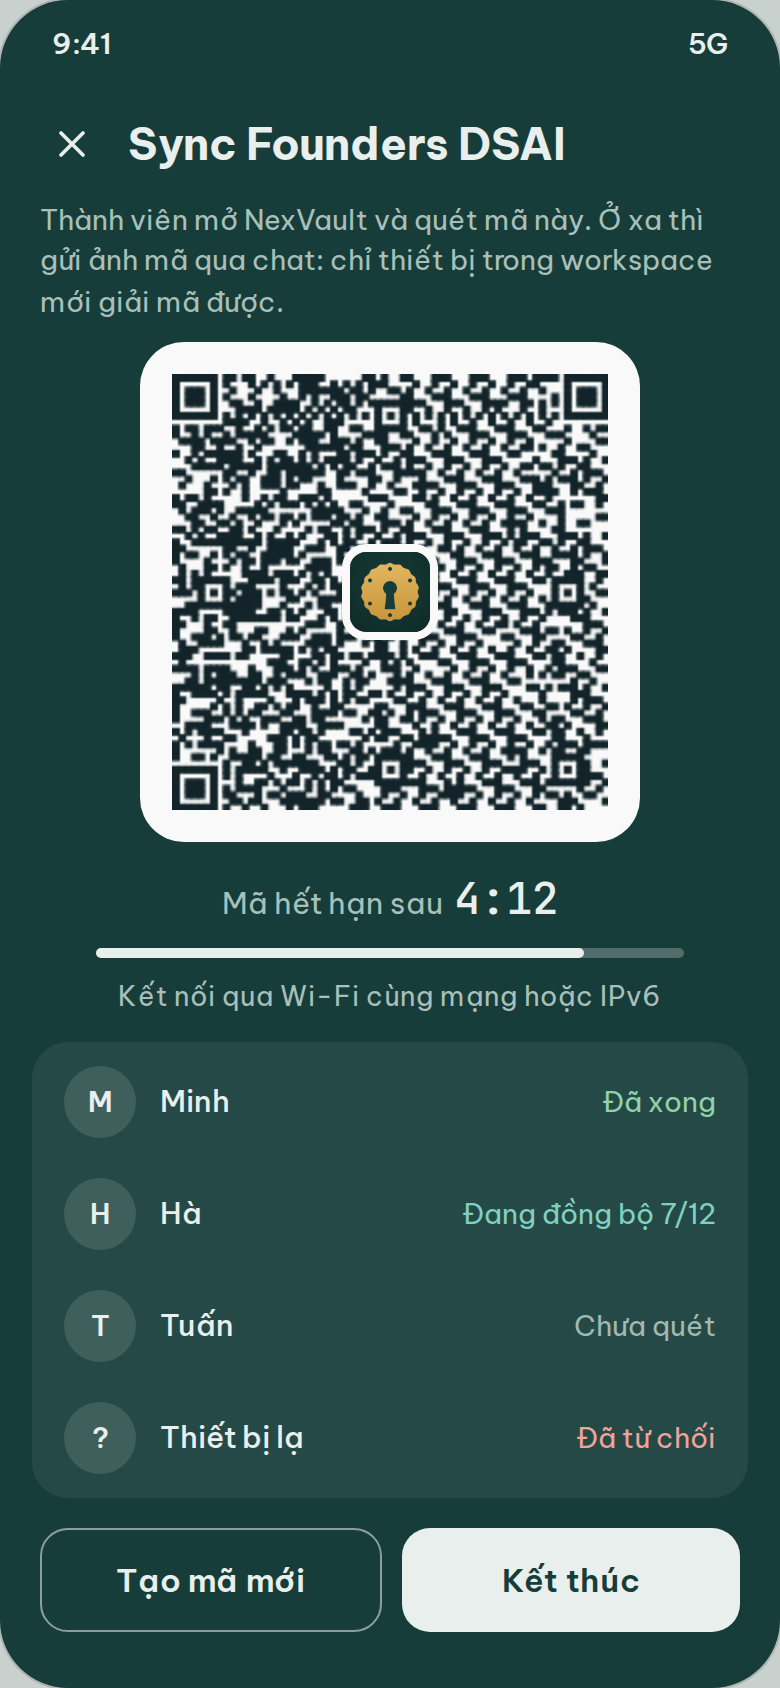 9:41
5G
Sync Founders DSAI
Thành viên mở NexVault và quét mã này. Ở xa thì
gửi ảnh mã qua chat: chỉ thiết bị trong workspace
mới giải mã được.
Mã hết hạn sau 4:12
Kết nối qua Wi-Fi cùng mạng hoặc IPv6
M Minh Đã xong
H Hà Đang đồng bộ 7/12
T Tuấn Chưa quét
? Thiết bị lạ Đã từ chối
Tạo mã mới Kết thúc